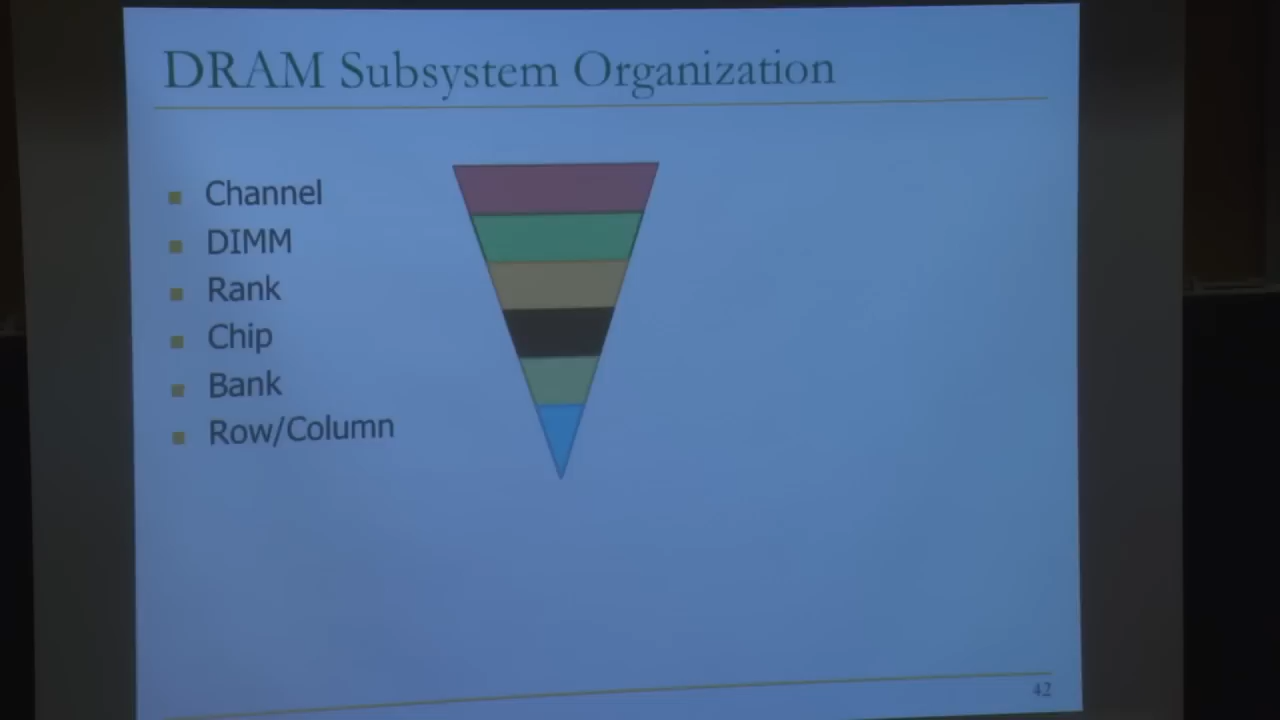 DRAM Subsystem Organization
Channel
DIMM
Rank
Chip
Bank
Row/Column
42